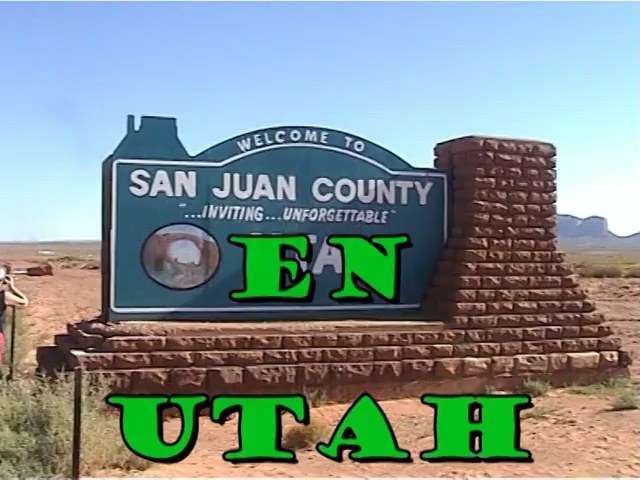 WELCOME TO
SAN JUAN COUNTY
"...INVITING...UNFORGETTABLE"
EN
UTAH